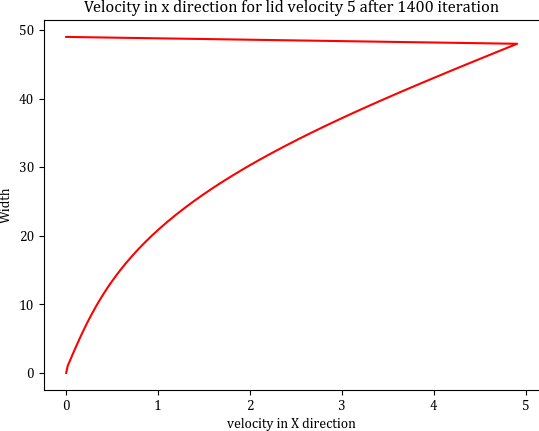 Velocity in x direction for lid velocity 5 after 1400 iteration
50
40
30
20
10
0
Width
0 1 2 3 4 5
velocity in X direction